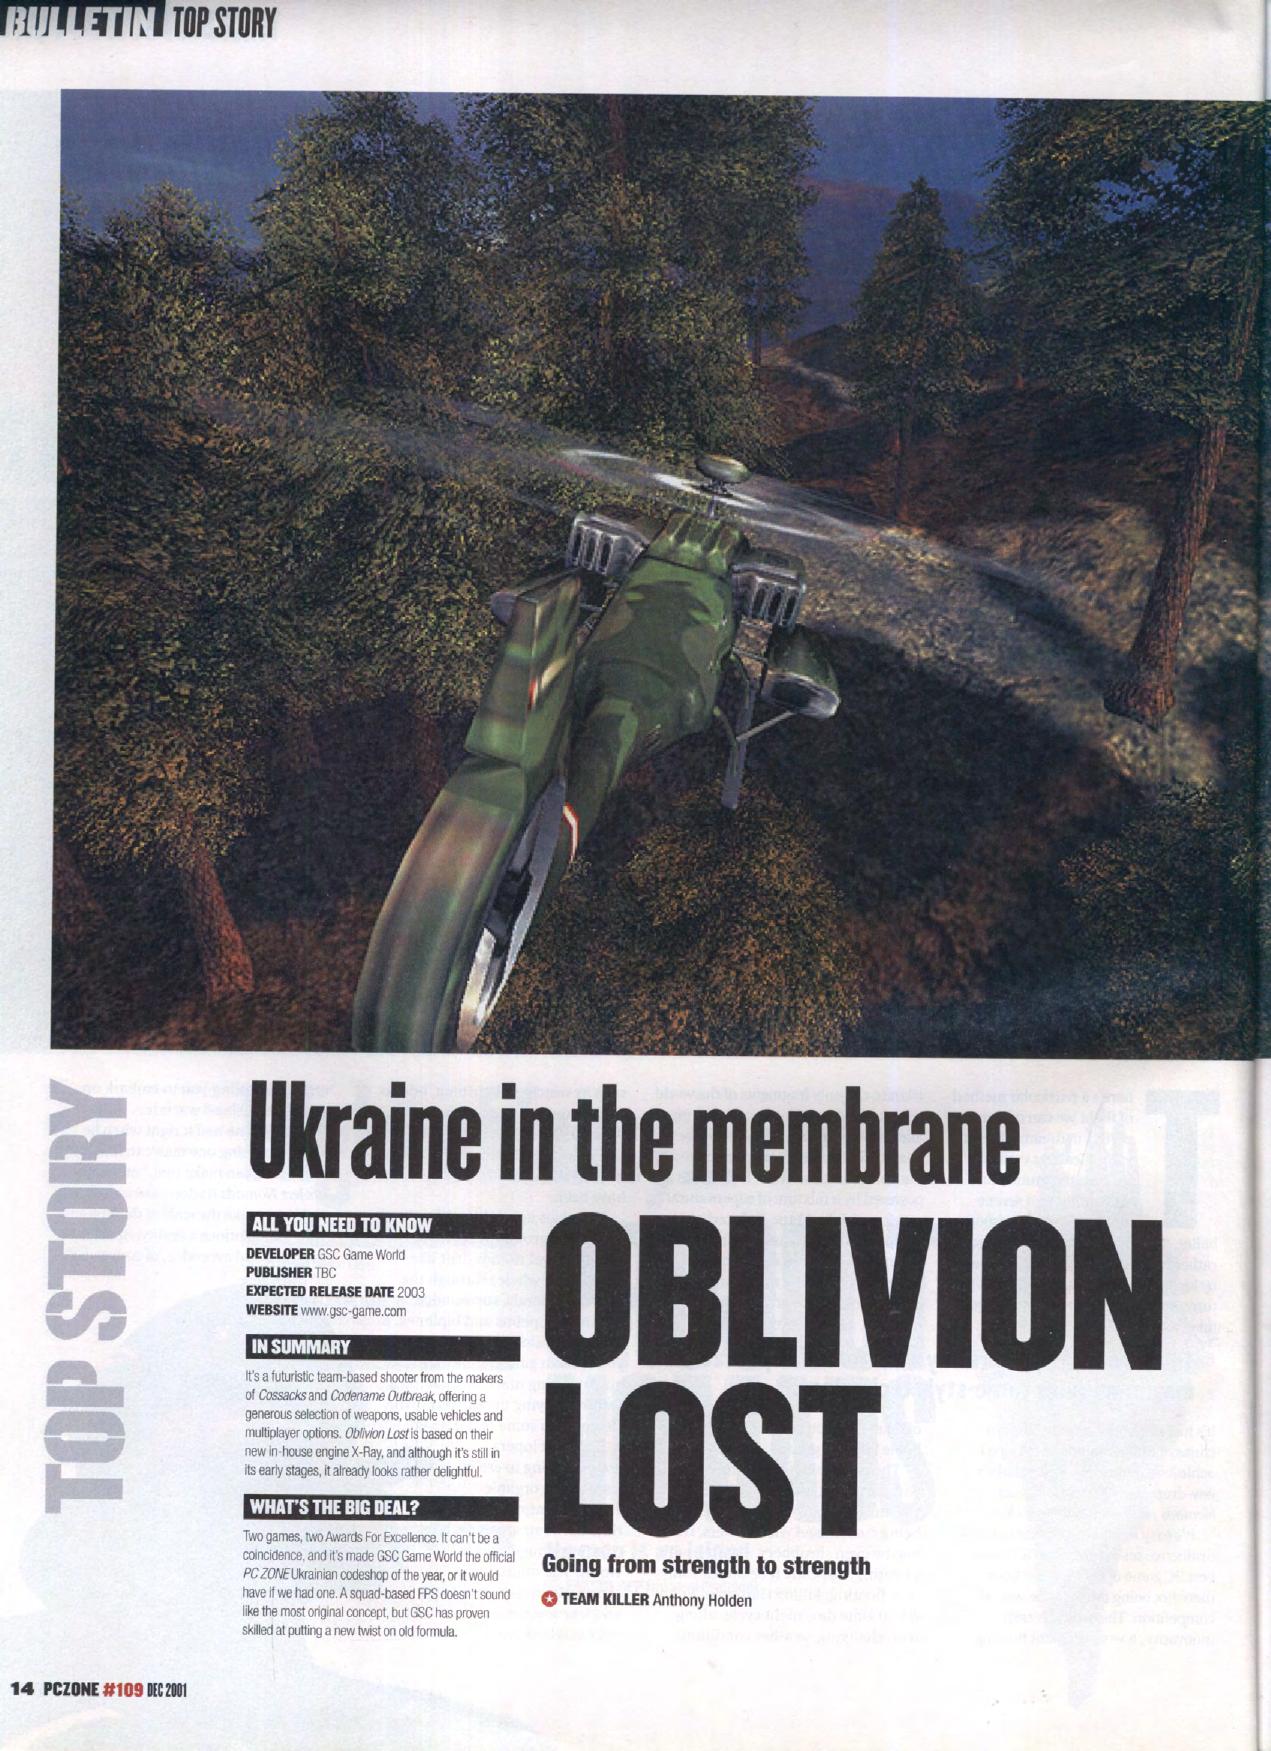 BULLETIN TOP STORY
TOP STORY
Ukraine in the membrane
OBLIVION
LOST
Going from strength to strength
TEAM KILLER Anthony Holden
ALL YOU NEED TO KNOW
DEVELOPER GSC Game World
PUBLISHER TBC
EXPECTED RELEASE DATE 2003
WEBSITE www.gsc-game.com
IN SUMMARY
It's a futuristic team-based shooter from the makers
of Cossacks and Codename Outbreak, offering a
generous selection of weapons, usable vehicles and
multiplayer options. Oblivion Lost is based on their
new in-house engine X-Ray, and although it's still in
its early stages, it already looks rather delightful.
WHAT'S THE BIG DEAL?
Two games, two Awards For Excellence. It can't be a
coincidence, and it's made GSC Game World the official
PC ZONE Ukrainian codeshop of the year, or it would
have if we had one. A squad-based FPS doesn't sound
like the most original concept, but GSC has proven
skilled at putting a new twist on old formula.
14 PCZONE #109 DEC 2001